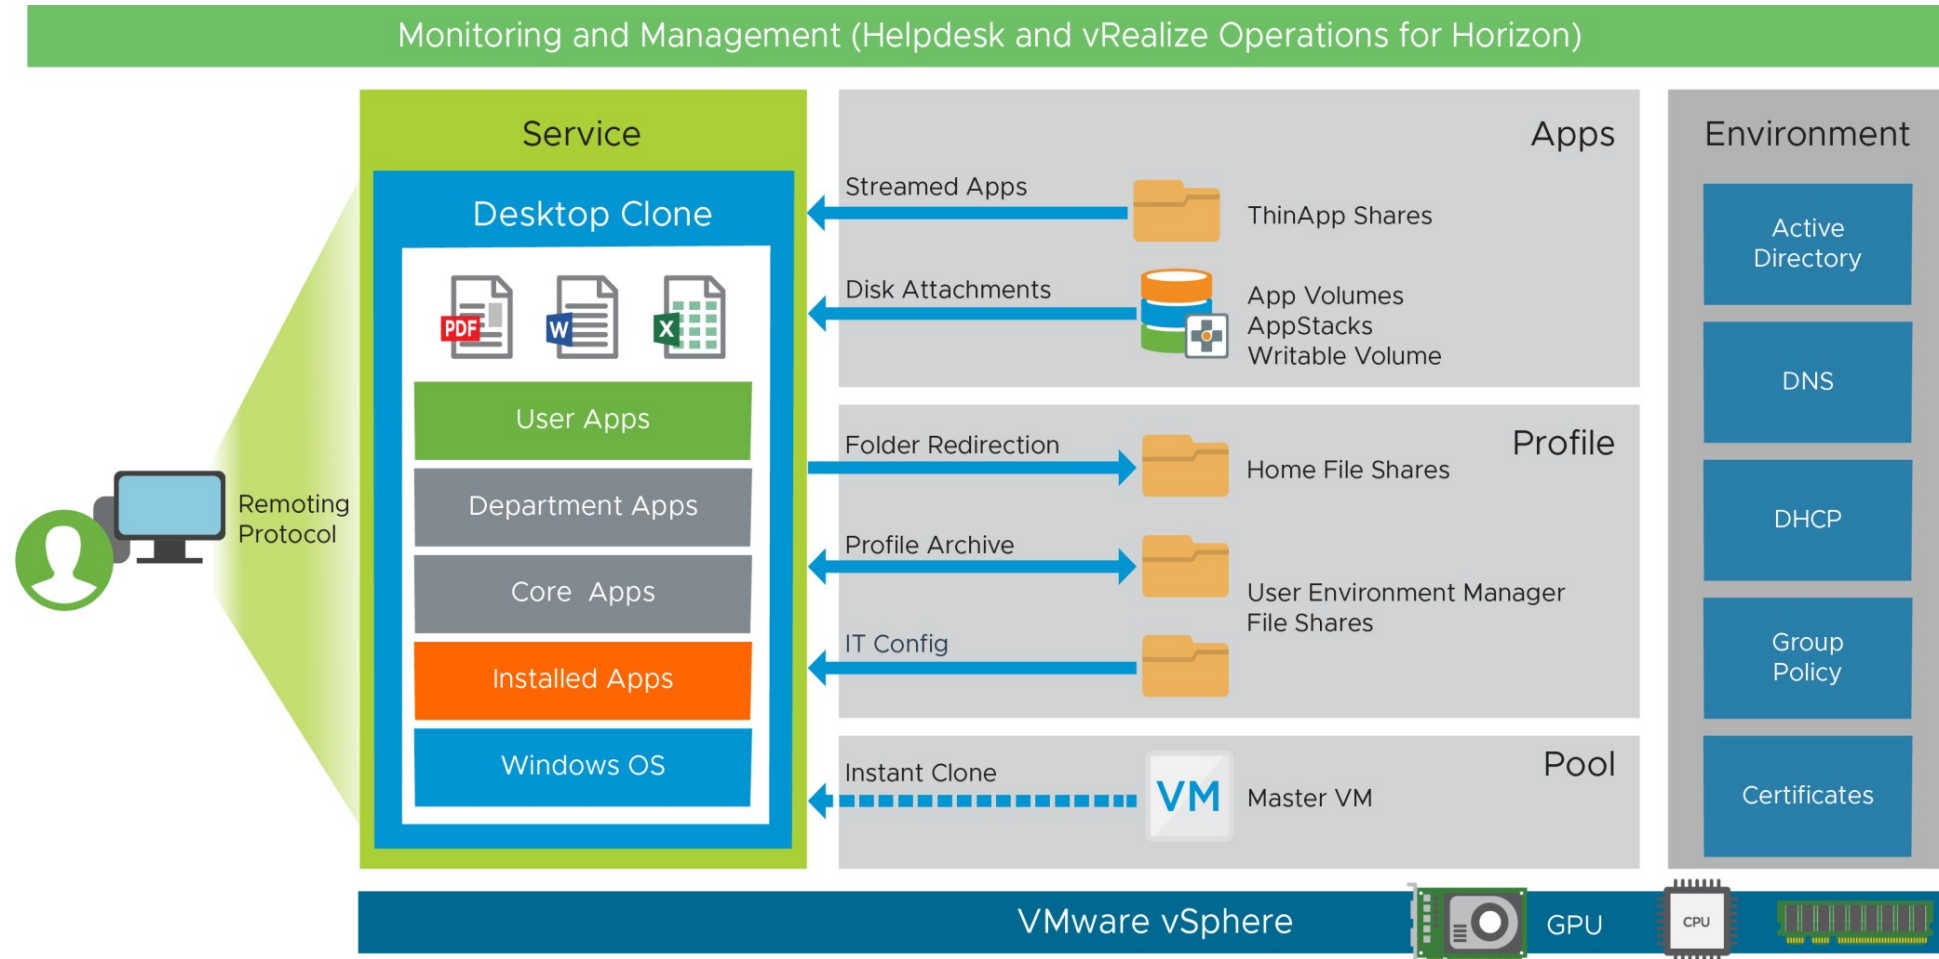 Monitoring and Management (Helpdesk and vRealize Operations for Horizon)
Service
Desktop Clone
PDF
W
X
User Apps
Department Apps
Core Apps
Installed Apps
Windows OS
Remoting
Protocol
Apps
Streamed Apps
ThinApp Shares
Disk Attachments
App Volumes
AppStacks
Writable Volume
Profile
Folder Redirection
Home File Shares
Profile Archive
User Environment Manager
File Shares
IT Config
Pool
Instant Clone
VM
Master VM
Environment
Active
Directory
DNS
DHCP
Group
Policy
Certificates
VMware vSphere
GPU
CPU